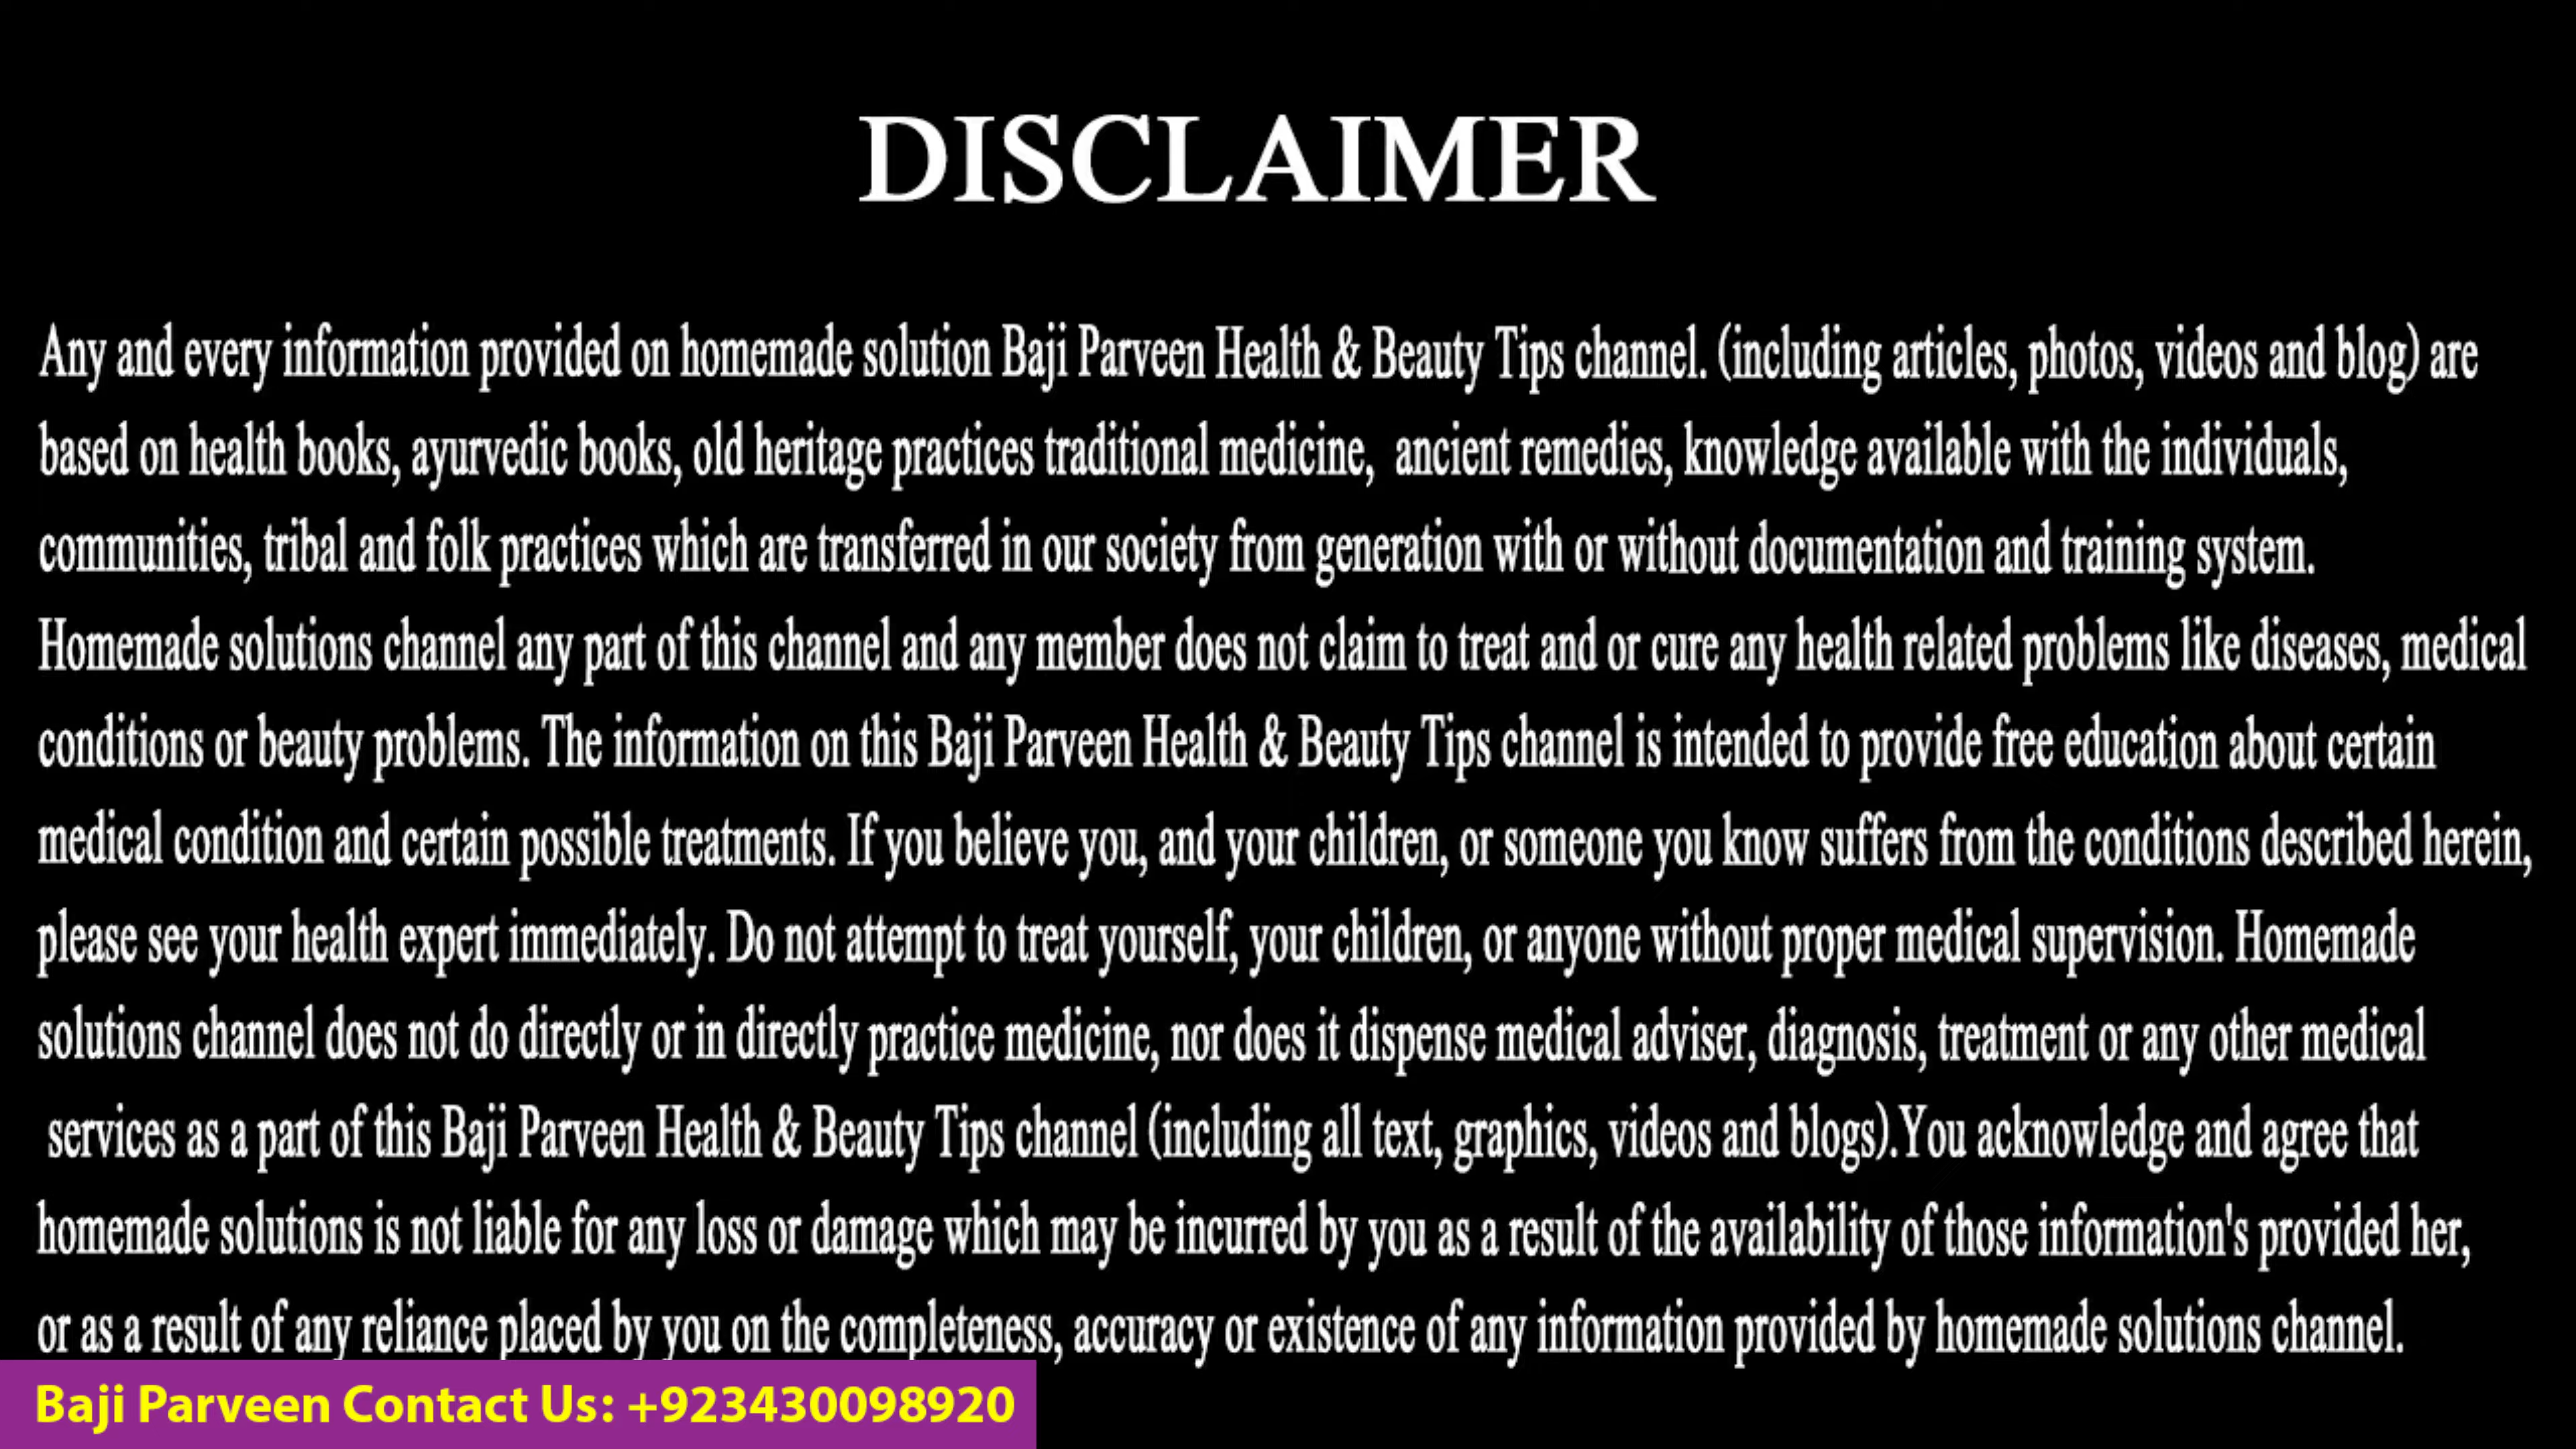 DISCLAIMER
Any and every information provided on homemade solution Baji Parveen Health & Beauty Tips channel. (including articles, photos, videos and blog) are
based on health books, ayurvedic books, old heritage practices traditional medicine, ancient remedies, knowledge available with the individuals,
communities, tribal and folk practices which are transferred in our society from generation with or without documentation and training system.
Homemade solutions channel any part of this channel and any member does not claim to treat and or cure any health related problems like diseases, medical
conditions or beauty problems. The information on this Baji Parveen Health & Beauty Tips channel is intended to provide free education about certain
medical condition and certain possible treatments. If you believe you, and your children, or someone you know suffers from the conditions described herein,
please see your health expert immediately. Do not attempt to treat yourself, your children, or anyone without proper medical supervision. Homemade
solutions channel does not do directly or in directly practice medicine, nor does it dispense medical adviser, diagnosis, treatment or any other medical
services as a part of this Baji Parveen Health & Beauty Tips channel (including all text, graphics, videos and blogs).You acknowledge and agree that
homemade solutions is not liable for any loss or damage which may be incurred by you as a result of the availability of those information's provided her,
or as a result of any reliance placed by you on the completeness, accuracy or existence of any information provided by homemade solutions channel.
Baji Parveen Contact Us: +923430098920